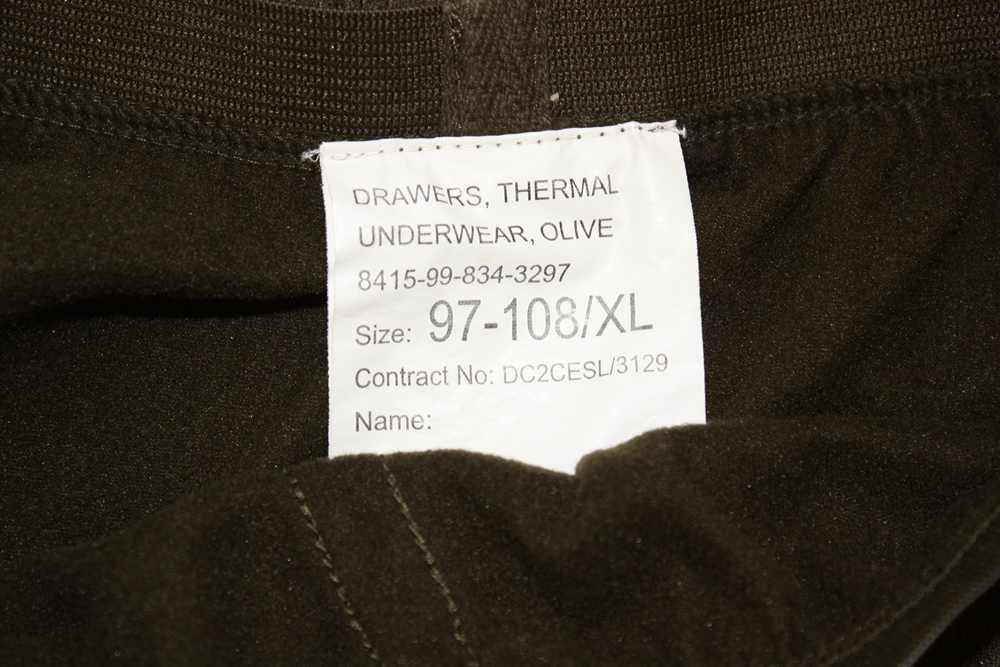 DRAWERS, THERMAL
UNDERWEAR, OLIVE
8415-99-834-3297
Size: 97-108/XL
Contract No: DC2CESL/3129
Name: